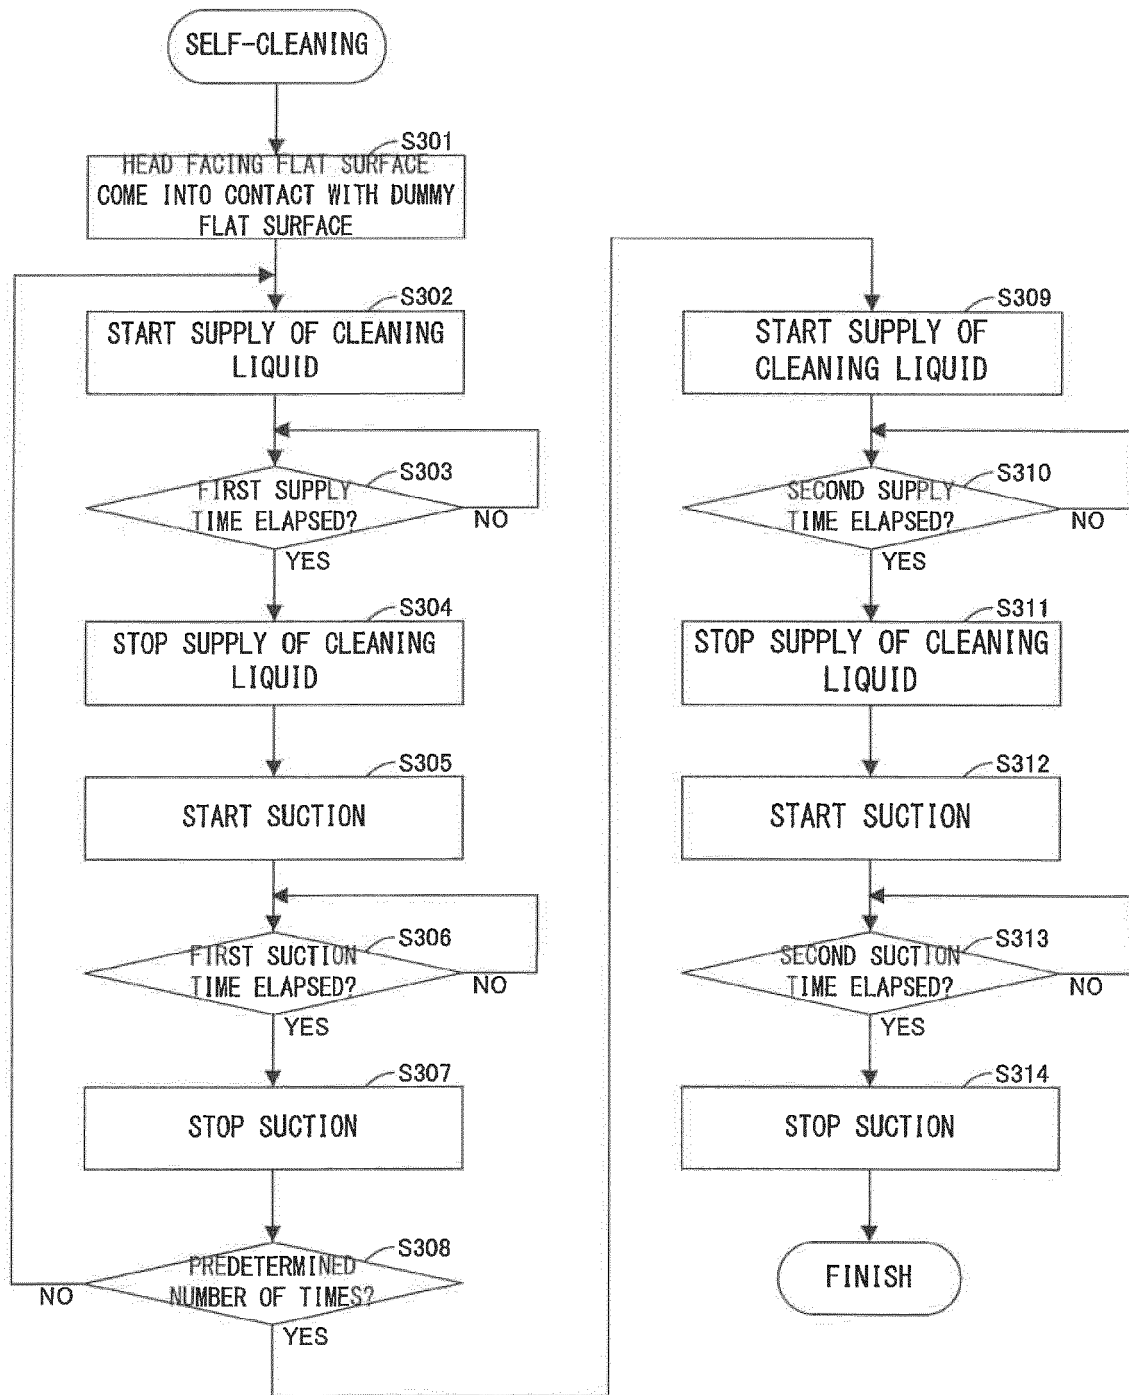 SELF-CLEANING
S301
HEAD FACING FLAT SURFACE
COME INTO CONTACT WITH DUMMY
FLAT SURFACE
S302
START SUPPLY OF CLEANING
LIQUID
S303
FIRST SUPPLY
TIME ELAPSED?
NO
YES
S304
STOP SUPPLY OF CLEANING
LIQUID
S305
START SUCTION
S306
FIRST SUCTION
TIME ELAPSED?
NO
YES
S307
STOP SUCTION
S308
PREDETERMINED
NUMBER OF TIMES?
NO
YES
S309
START SUPPLY OF
CLEANING LIQUID
S310
SECOND SUPPLY
TIME ELAPSED?
NO
YES
S311
STOP SUPPLY OF CLEANING
LIQUID
S312
START SUCTION
S313
SECOND SUCTION
TIME ELAPSED?
NO
YES
S314
STOP SUCTION
FINISH